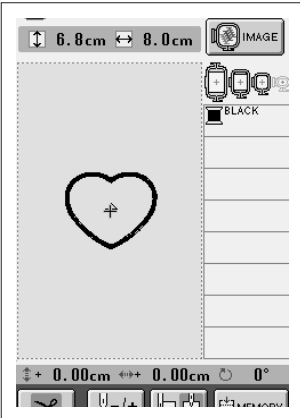 6.8cm 8.0cm IMAGE
BLACK
+ 0.00cm + 0.00cm 0°
-/+ MEMORY